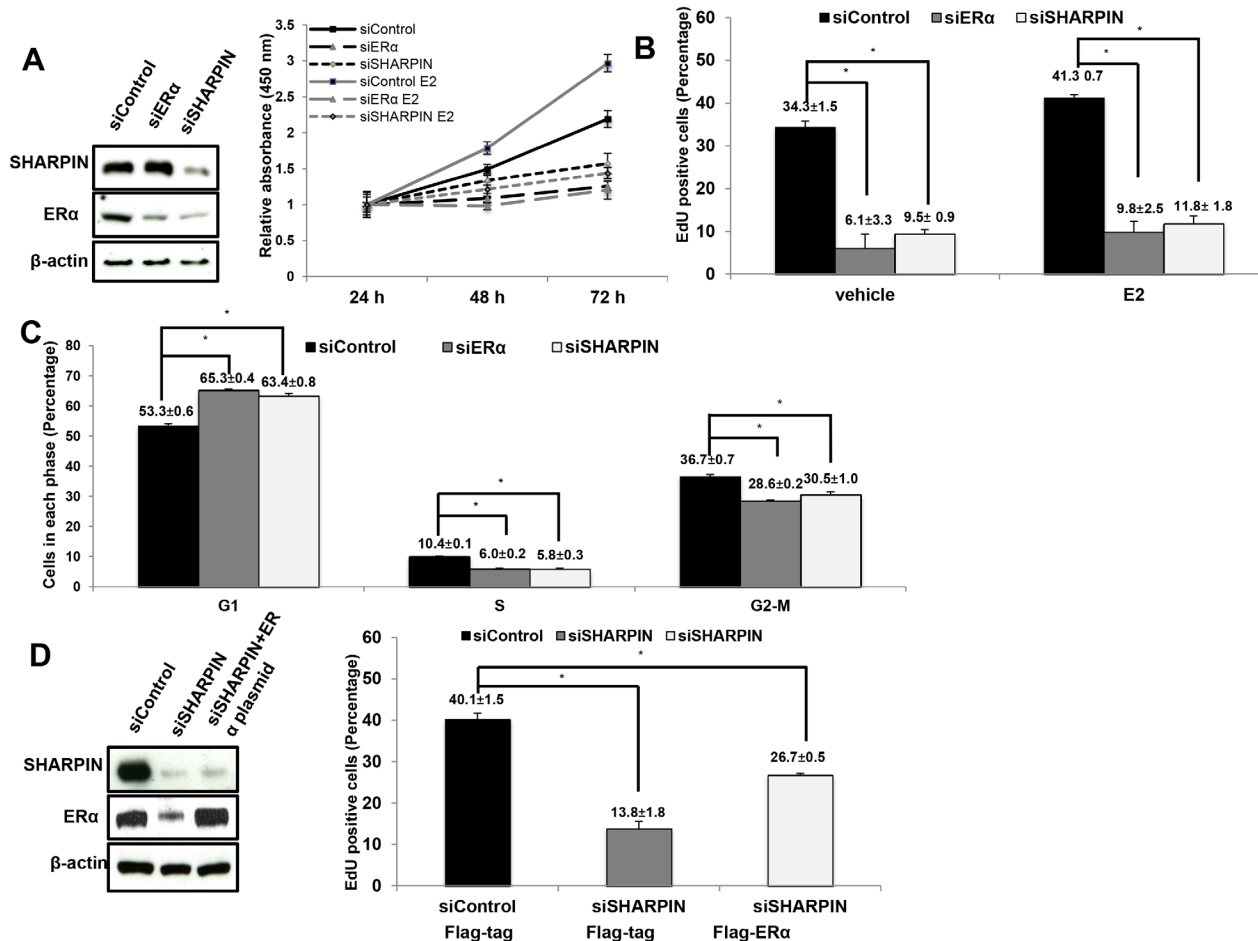 A
siControl
siERα
siSHARPIN
SHARPIN
ERα
β-actin
Relative absorbance (450 nm)
3.5
3
2.5
2
1.5
1
0.5
0
siControl
siERα
siSHARPIN
siControl E2
siERα E2
siSHARPIN E2
24 h
48 h
72 h
B
siControl siERα siSHARPIN
EdU positive cells (Percentage)
60
50
40
30
20
10
0
*
*
34.3±1.5
6.1±3.3
9.5± 0.9
*
*
41.3 0.7
9.8±2.5
11.8± 1.8
vehicle
E2
C
siControl siERα siSHARPIN
Cells in each phase (Percentage)
80
70
60
50
40
30
20
10
0
*
*
53.3±0.6
65.3±0.4
63.4±0.8
*
*
10.4±0.1
6.0±0.2
5.8±0.3
*
*
36.7±0.7
28.6±0.2
30.5±1.0
G1
S
G2-M
D
siControl
siSHARPIN
siSHARPIN+ER
α plasmid
SHARPIN
ERα
β-actin
siControl siSHARPIN siSHARPIN
EdU positive cells (Percentage)
60
50
40
30
20
10
0
*
*
40.1±1.5
13.8±1.8
26.7±0.5
siControl
Flag-tag
siSHARPIN
Flag-tag
siSHARPIN
Flag-ERα